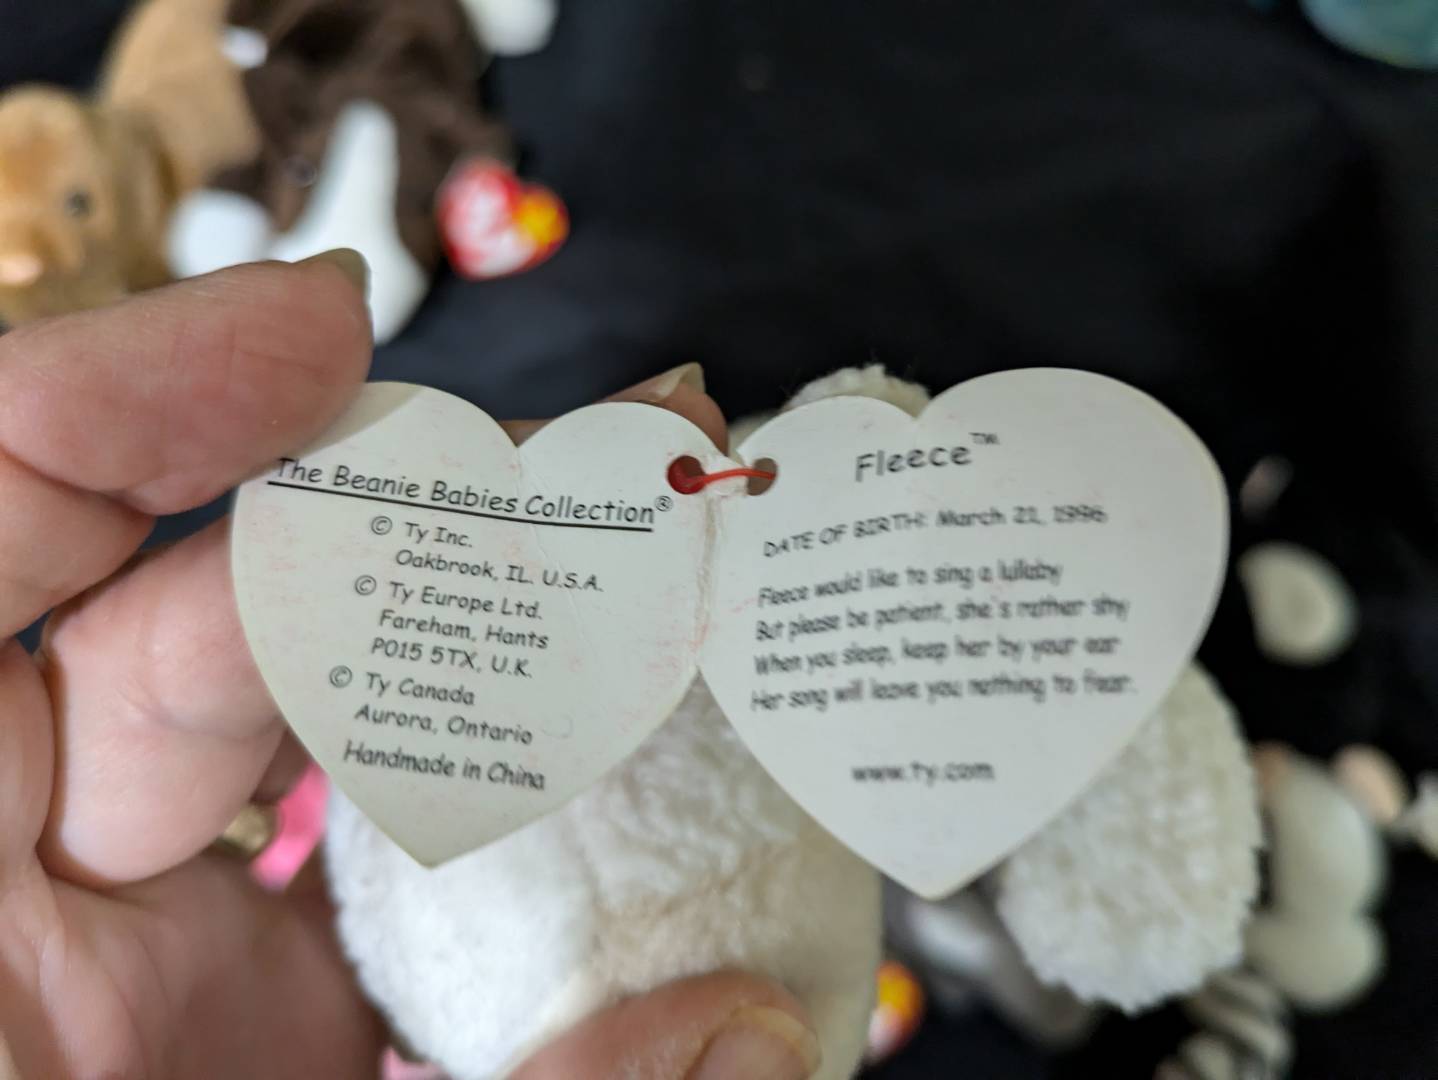 The Beanie Babies Collection®
© Ty Inc.
Oakbrook, IL. U.S.A.
© Ty Europe Ltd.
Fareham, Hants
P015 5TX, U.K.
© Ty Canada
Aurora, Ontario
Handmade in China
Fleece™
DATE OF BIRTH: March 21, 1996
Fleece would like to sing a lullaby
But please be patient, she's rather shy
When you sleep, keep her by your ear
Her song will leave you nothing to fear.
www.ty.com